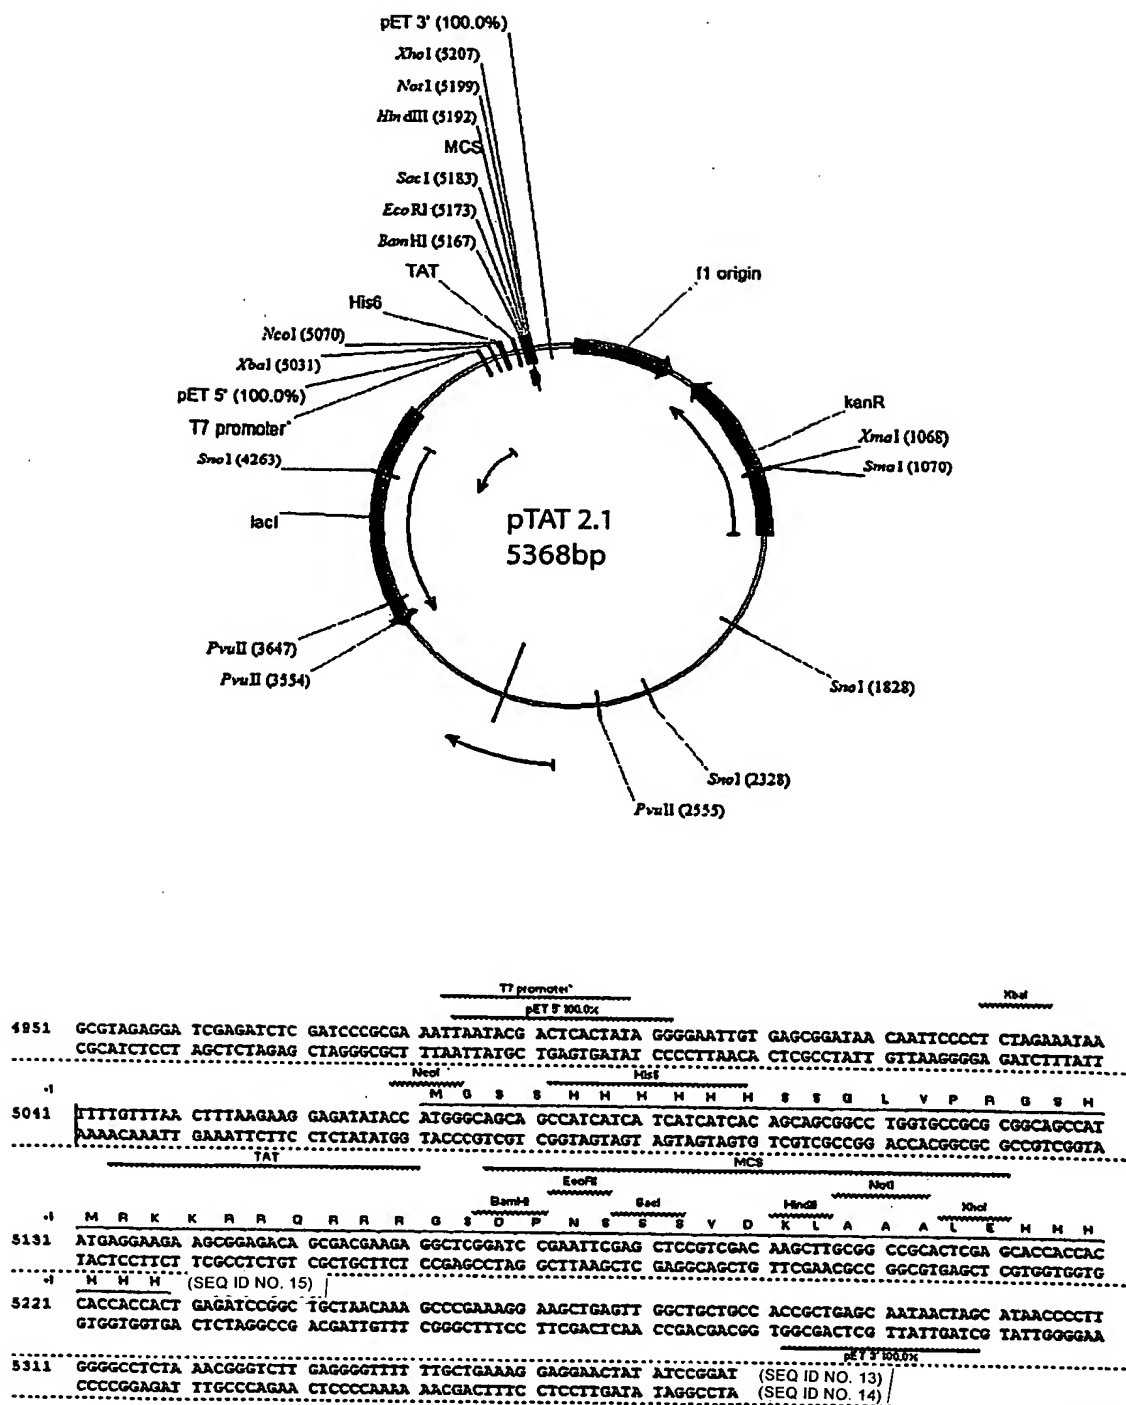 pET 3' (100.0%)
XhoI (5207)
NotI (5199)
HindIII (5192)
MCS
SacI (5183)
EcoRI (5173)
BamHI (5167)
TAT
His6
NcoI (5070)
XbaI (5031)
pET 5' (100.0%)
T7 promoter*
SnoI (4263)
lacI
PvuII (3647)
PvuII (3554)
f1 origin
kanR
XmaI (1068)
SmaI (1070)
SnoI (1828)
SnoI (2328)
PvuII (2555)
pTAT 2.1
5368bp
T7 promoter*
pET 5' 100.0%
XbaI
4951 GCGTAGAGGA TCGAGATCTC GATCCCGCGA AATTAATACG ACTCACTATA GGGGAATTGT GAGCGGATAA CAATTCCCCT CTAGAAATAA
CGCATCTCCT AGCTCTAGAG CTAGGGCGCT TTAATTATGC TGAGTGATAT CCCCTTAACA CTCGCCTATT GTTAAGGGGA GATCTTTATT
NcoI His6
+1 M G S S H H H H H H S S G L V P R G S H
5041 TTTTGTTTAA CTTTAAGAAG GAGATATACC ATGGGCAGCA GCCATCATCA TCATCATCAC AGCAGCGGCC TGGTGCCGCG CGGCAGCCAT
AAAACAAATT GAAATTCTTC CTCTATATGG TACCCGTCGT CGGTAGTAGT AGTAGTAGTG TCGTCGCCGG ACCACGGCGC GCCGTCGGTA
TAT MCS
EcoRI NotI
BamHI SacI HindIII XhoI
+1 M R K K R R Q R R R G S D P N S S S V D K L A A A L E H H H
5131 ATGAGGAAGA AGCGGAGACA GCGACGAAGA GGCTCGGATC CGAATTCGAG CTCCGTCGAC AAGCTTGCGG CCGCACTCGA GCACCACCAC
TACTCCTTCT TCGCCTCTGT CGCTGCTTCT CCGAGCCTAG GCTTAAGCTC GAGGCAGCTG TTCGAACGCC GGCGTGAGCT CGTGGTGGTG
+1 H H H (SEQ ID NO. 15)
5221 CACCACCACT GAGATCCGGC TGCTAACAAA GCCCGAAAGG AAGCTGAGTT GGCTGCTGCC ACCGCTGAGC AATAACTAGC ATAACCCCTT
GTGGTGGTGA CTCTAGGCCG ACGATTGTTT CGGGCTTTCC TTCGACTCAA CCGACGACGG TGGCGACTCG TTATTGATCG TATTGGGGAA
pET 3' 100.0%
5311 GGGGCCTCTA AACGGGTCTT GAGGGGTTTT TTGCTGAAAG GAGGAACTAT ATCCGGAT (SEQ ID NO. 13)
CCCCGGAGAT TTGCCCAGAA CTCCCCAAAA AACGACTTTC CTCCTTGATA TAGGCCTA (SEQ ID NO. 14)